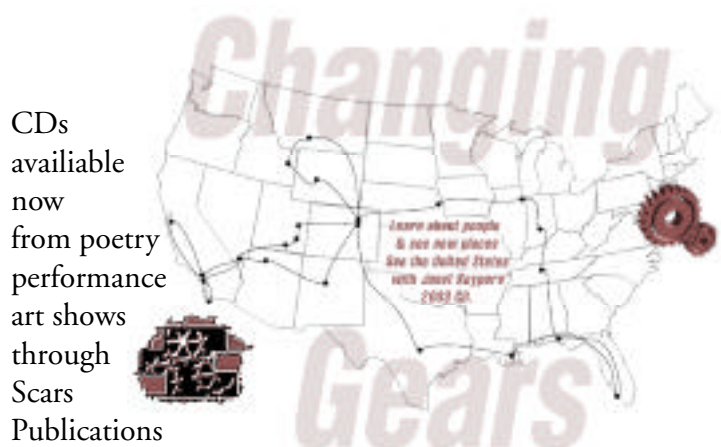 Changing
CDs
availiable
now
from poetry
performance
art shows
through
Scars
Publications
Learn about people
& see new places
See the United States
with Janet Kuypers'
2003 CD.
Gears